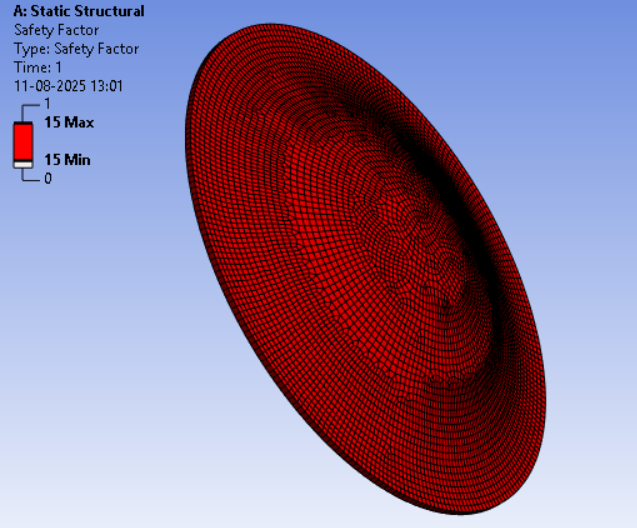 A: Static Structural
Safety Factor
Type: Safety Factor
Time: 1
11-08-2025 13:01
1
15 Max
15 Min
0